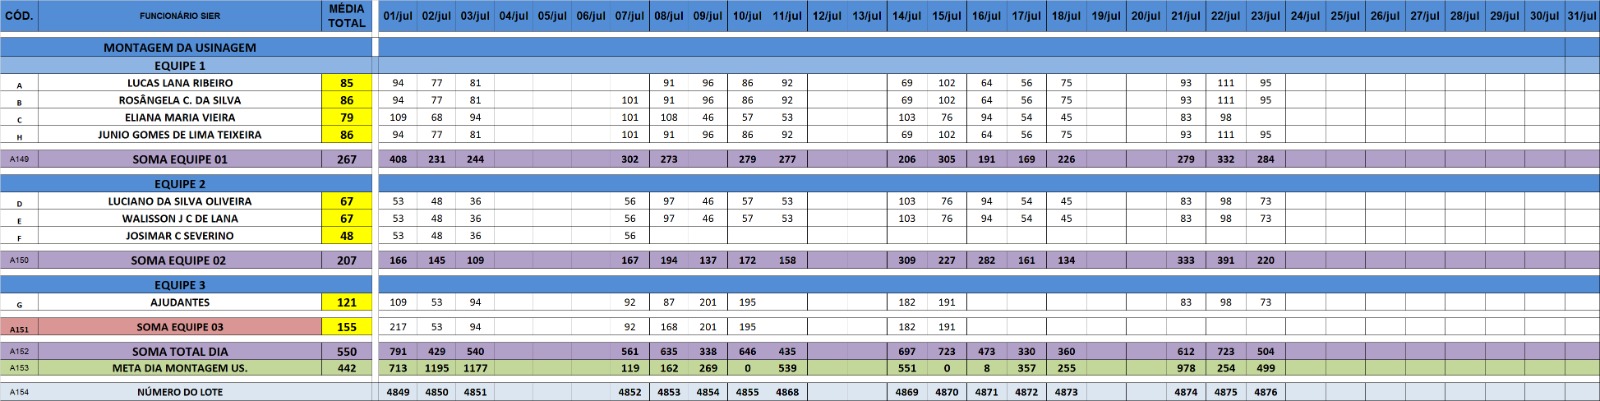 CÓD. FUNCIONÁRIO SIER MÉDIA TOTAL 01/jul 02/jul 03/jul 04/jul 05/jul 06/jul 07/jul 08/jul 09/jul 10/jul 11/jul 12/jul 13/jul 14/jul 15/jul 16/jul 17/jul 18/jul 19/jul 20/jul 21/jul 22/jul 23/jul 24/jul 25/jul 26/jul 27/jul 28/jul 29/jul 30/jul 31/jul
MONTAGEM DA USINAGEM
EQUIPE 1
A LUCAS LANA RIBEIRO 85 94 77 81 91 96 86 92 69 102 64 56 75 93 111 95
B ROSÂNGELA C. DA SILVA 86 94 77 81 101 91 96 86 92 69 102 64 56 75 93 111 95
C ELIANA MARIA VIEIRA 79 109 68 94 101 108 46 57 53 103 76 94 54 45 83 98
H JUNIO GOMES DE LIMA TEIXEIRA 86 94 77 81 101 91 96 86 92 69 102 64 56 75 93 111 95
A149 SOMA EQUIPE 01 267 408 231 244 302 273 279 277 206 305 191 169 226 279 332 284
EQUIPE 2
D LUCIANO DA SILVA OLIVEIRA 67 53 48 36 56 97 46 57 53 103 76 94 54 45 83 98 73
E WALISSON J C DE LANA 67 53 48 36 56 97 46 57 53 103 76 94 54 45 83 98 73
F JOSIMAR C SEVERINO 48 53 48 36 56
A150 SOMA EQUIPE 02 207 166 145 109 167 194 137 172 158 309 227 282 161 134 333 391 220
EQUIPE 3
G AJUDANTES 121 109 53 94 92 87 201 195 182 191 83 98 73
A151 SOMA EQUIPE 03 155 217 53 94 92 168 201 195 182 191
A152 SOMA TOTAL DIA 550 791 429 540 561 635 338 646 435 697 723 473 330 360 612 723 504
A153 META DIA MONTAGEM US. 442 713 1195 1177 119 162 269 0 539 551 0 8 357 255 978 254 499
A154 NÚMERO DO LOTE 4849 4850 4851 4852 4853 4854 4855 4868 4869 4870 4871 4872 4873 4874 4875 4876